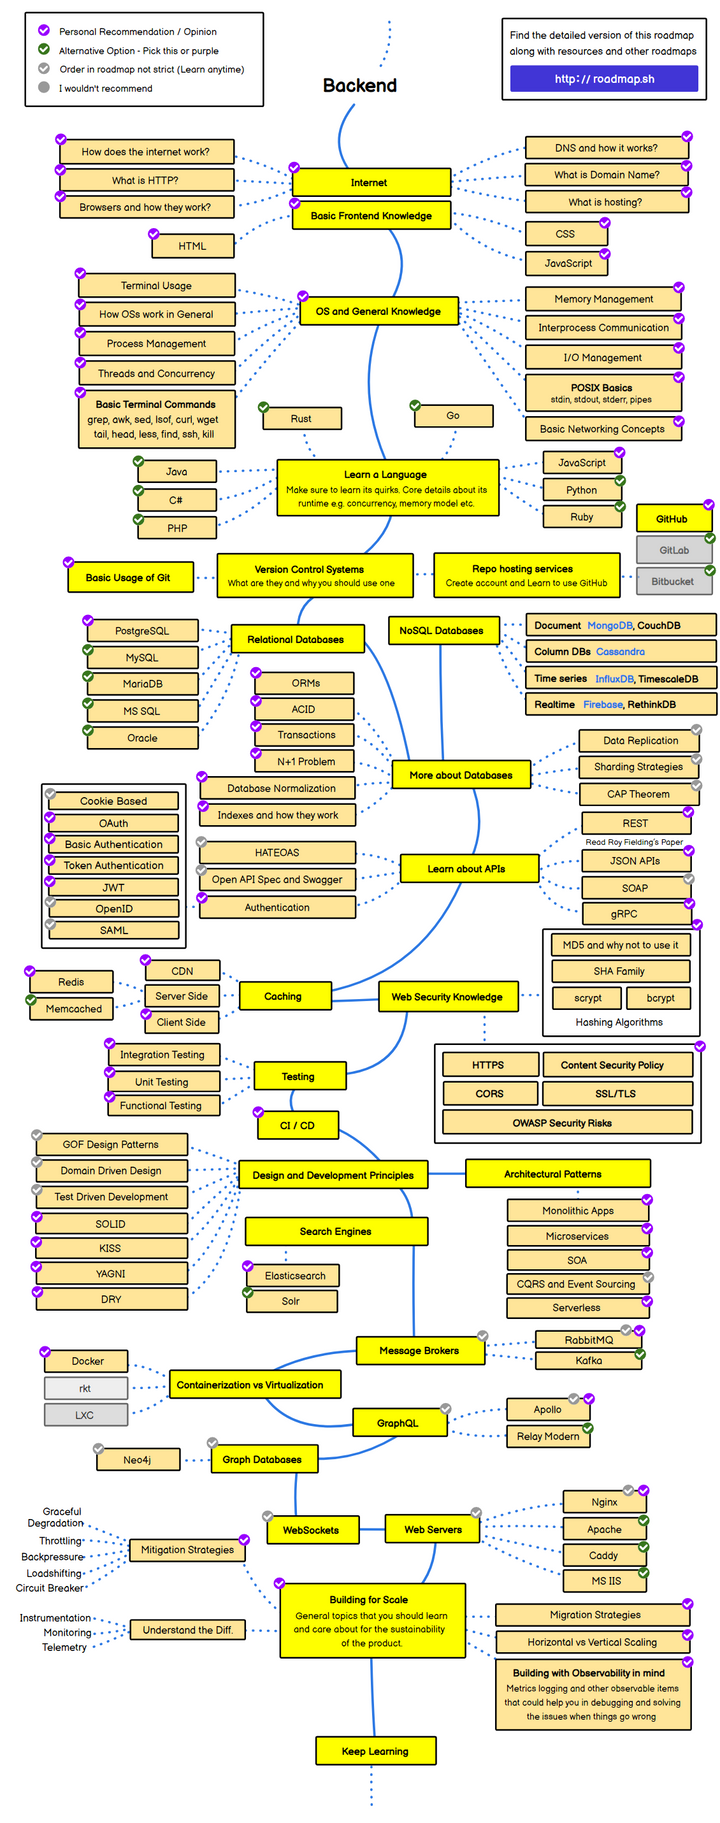 Personal Recommendation / Opinion
Alternative Option - Pick this or purple
Order in roadmap not strict (Learn anytime)
I wouldn't recommend
Find the detailed version of this roadmap
along with resources and other roadmaps
http://roadmap.sh
Backend
How does the internet work?
What is HTTP?
Browsers and how they work?
Internet
DNS and how it works?
What is Domain Name?
What is hosting?
Basic Frontend Knowledge
HTML
CSS
JavaScript
Terminal Usage
How OSs work in General
Process Management
Threads and Concurrency
Basic Terminal Commands
grep, awk, sed, lsof, curl, wget
tail, head, less, find, ssh, kill
OS and General Knowledge
Memory Management
Interprocess Communication
I/O Management
POSIX Basics
stdin, stdout, stderr, pipes
Basic Networking Concepts
Rust
Go
Java
C#
PHP
Learn a Language
Make sure to learn its quirks. Core details about its
runtime e.g. concurrency, memory model etc.
JavaScript
Python
Ruby
GitHub
GitLab
Bitbucket
Basic Usage of Git
Version Control Systems
What are they and why you should use one
Repo hosting services
Create account and Learn to use GitHub
PostgreSQL
MySQL
MariaDB
MS SQL
Oracle
Relational Databases
NoSQL Databases
Document MongoDB, CouchDB
Column DBs Cassandra
Time series InfluxDB, TimescaleDB
Realtime Firebase, RethinkDB
ORMs
ACID
Transactions
N+1 Problem
Database Normalization
Indexes and how they work
More about Databases
Data Replication
Sharding Strategies
CAP Theorem
Cookie Based
OAuth
Basic Authentication
Token Authentication
JWT
OpenID
SAML
HATEOAS
Open API Spec and Swagger
Authentication
Learn about APIs
REST
Read Roy Fielding's Paper
JSON APIs
SOAP
gRPC
MD5 and why not to use it
SHA Family
scrypt
bcrypt
Hashing Algorithms
Redis
Memcached
CDN
Server Side
Client Side
Caching
Web Security Knowledge
HTTPS
Content Security Policy
CORS
SSL/TLS
OWASP Security Risks
Integration Testing
Unit Testing
Functional Testing
Testing
CI / CD
GOF Design Patterns
Domain Driven Design
Test Driven Development
SOLID
KISS
YAGNI
DRY
Design and Development Principles
Architectural Patterns
Monolithic Apps
Microservices
SOA
CQRS and Event Sourcing
Serverless
Search Engines
Elasticsearch
Solr
Message Brokers
RabbitMQ
Kafka
Docker
rkt
LXC
Containerization vs Virtualization
GraphQL
Apollo
Relay Modern
Neo4j
Graph Databases
WebSockets
Web Servers
Nginx
Apache
Caddy
MS IIS
Graceful
Degradation
Throttling
Backpressure
Loadshifting
Circuit Breaker
Mitigation Strategies
Instrumentation
Monitoring
Telemetry
Understand the Diff.
Building for Scale
General topics that you should learn
and care about for the sustainability
of the product.
Migration Strategies
Horizontal vs Vertical Scaling
Building with Observability in mind
Metrics logging and other observable items
that could help you in debugging and solving
the issues when things go wrong
Keep Learning